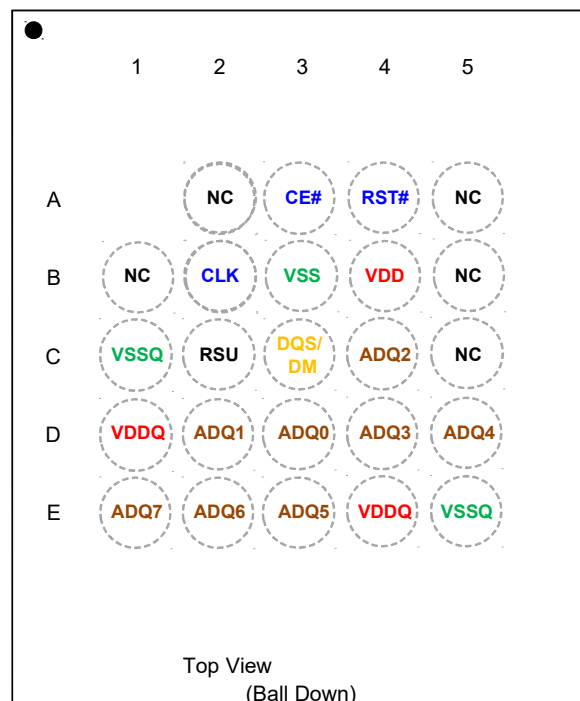 1 2 3 4 5
A NC CE# RST# NC
B NC CLK VSS VDD NC
C VSSQ RSU DQS/ ADQ2 NC
DM
D VDDQ ADQ1 ADQ0 ADQ3 ADQ4
E ADQ7 ADQ6 ADQ5 VDDQ VSSQ
Top View
(Ball Down)